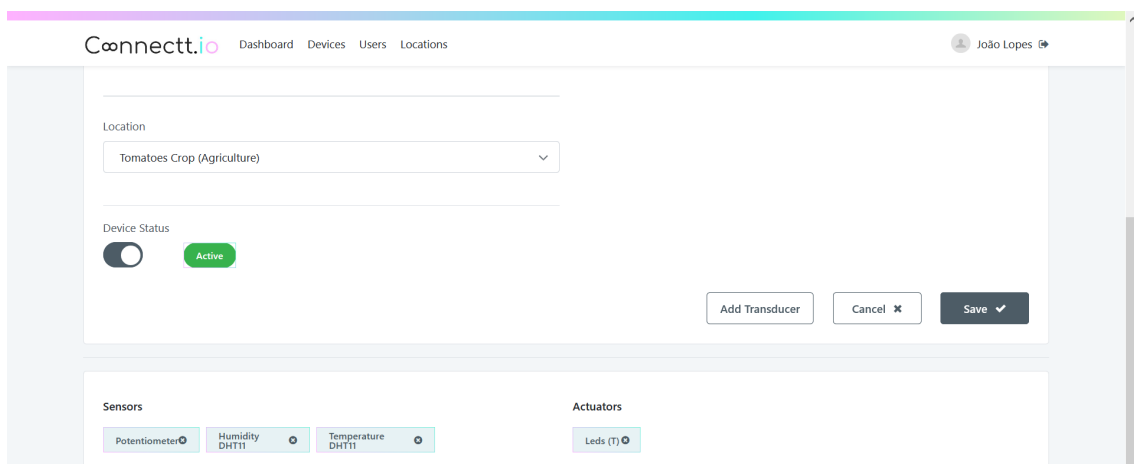 Connectt.io Dashboard Devices Users Locations João Lopes
Location
Tomatoes Crop (Agriculture)
Device Status
Active
Add Transducer Cancel Save
Sensors Actuators
Potentiometer Humidity DHT11 Temperature DHT11 Leds (T)